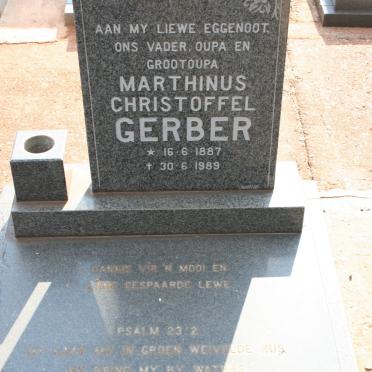 AAN MY LIEWE EGGENOOT,
ONS VADER, OUPA EN
GROOTOUPA
MARTHINUS
CHRISTOFFEL
GERBER
* 16-6-1887
✝ 30-6-1989
DANKIE VIR 'N MOOI EN
GESPAARDE LEWE
PSALM 23:2
HY LAAT MY IN GROEN WEIVELDE RUS
HY BRING MY BY WATERS